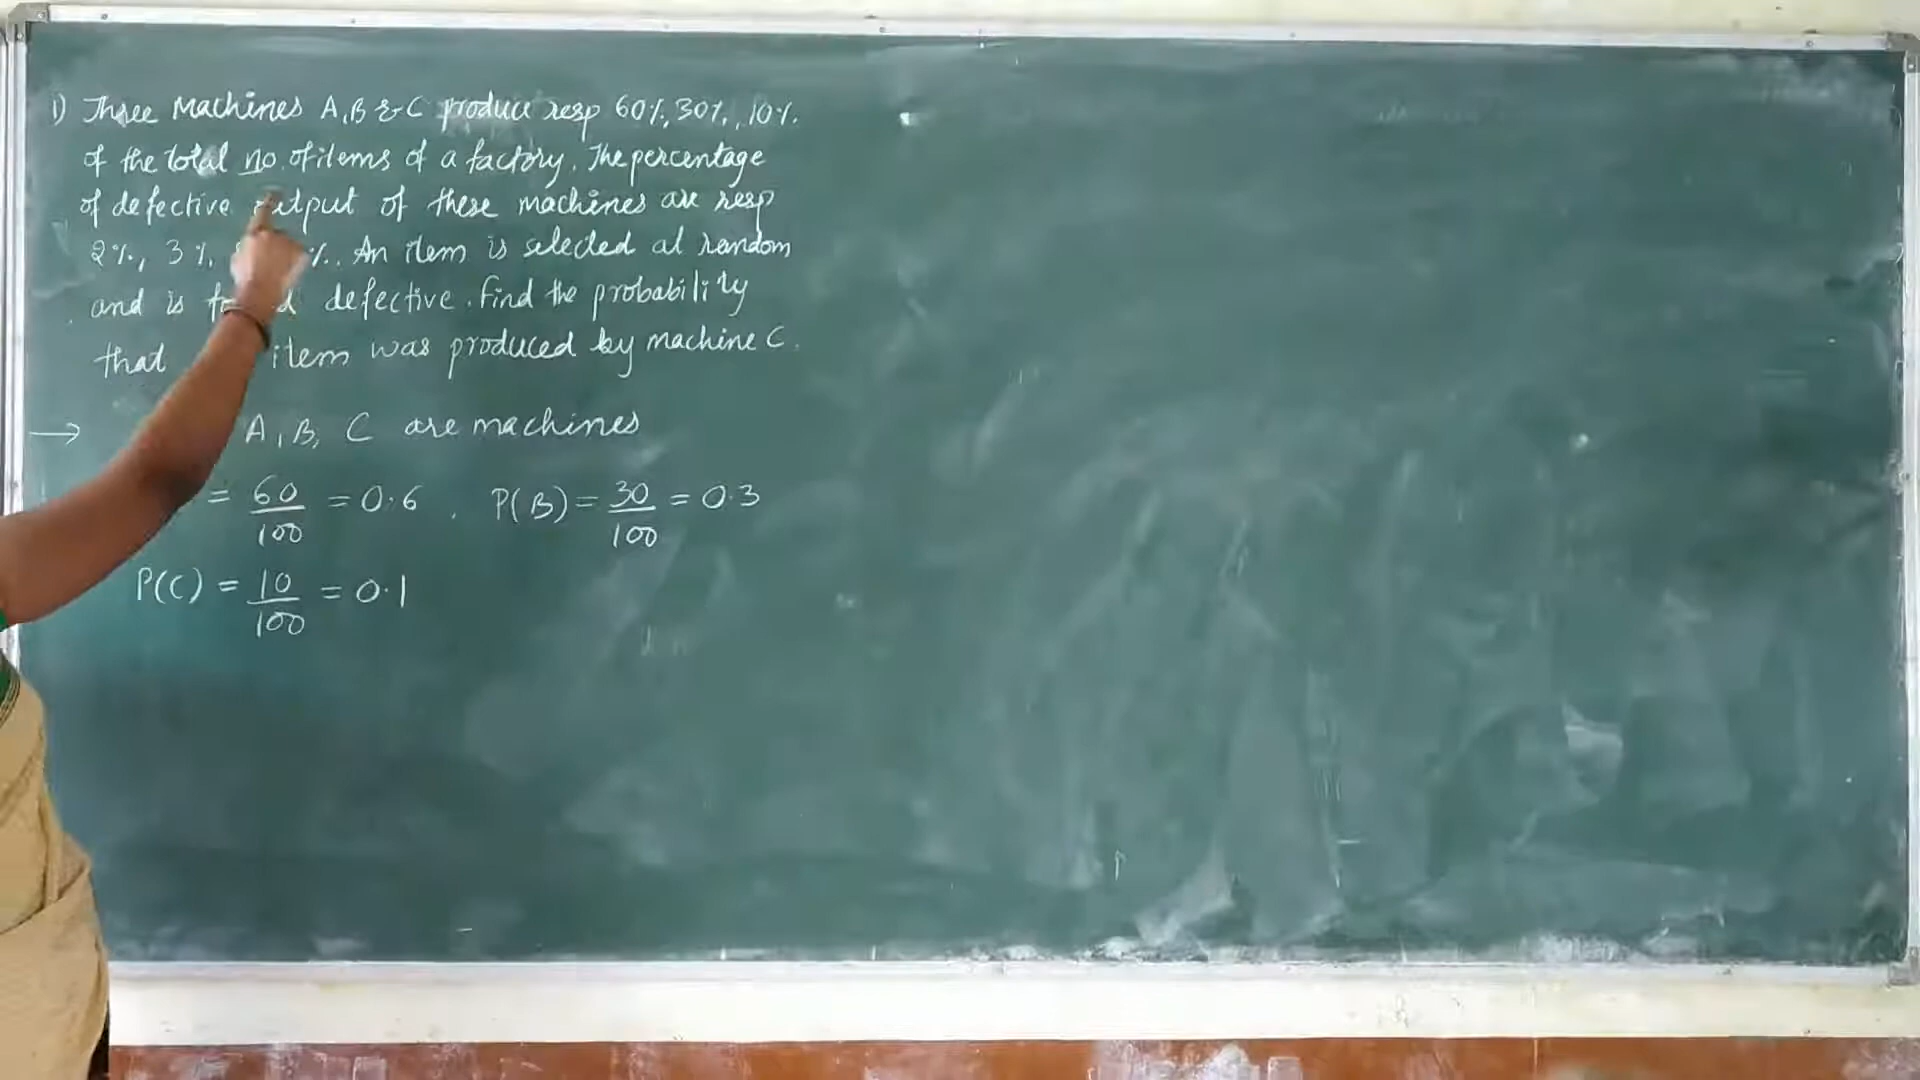 1) Three Machines A, B & C produce resp 60%, 30%, 10%.
of the total no. of items of a factory. The percentage
of defective output of these machines are resp
2%, 3% %. An item is selected at random
and is defective. Find the probability
that item was produced by machine C.
→ A, B, C are machines
= 60/100 = 0.6 , P(B) = 30/100 = 0.3
P(C) = 10/100 = 0.1